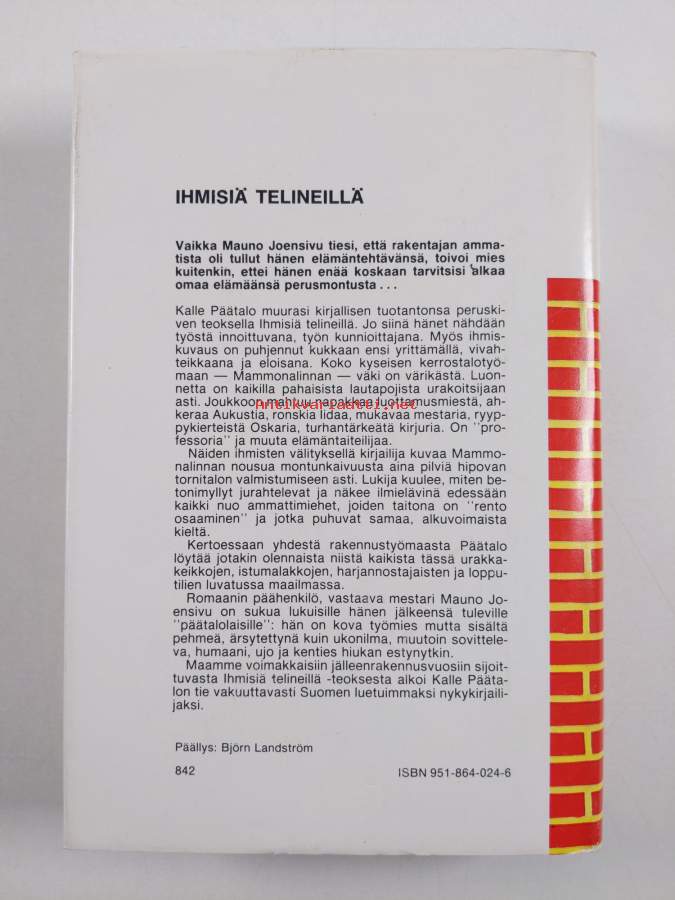 IHMISIÄ TELINEILLÄ
Vaikka Mauno Joensivu tiesi, että rakentajan amma-
tista oli tullut hänen elämäntehtävänsä, toivoi mies
kuitenkin, ettei hänen enää koskaan tarvitsisi alkaa
omaa elämäänsä perusmontusta . . .
Kalle Päätalo muurasi kirjallisen tuotantonsa peruski-
ven teoksella Ihmisiä telineillä. Jo siinä hänet nähdään
työstä innoittuvana, työn kunnioittajana. Myös ihmis-
kuvaus on puhjennut kukkaan ensi yrittämällä, vivah-
teikkaana ja eloisana. Koko kyseisen kerrostalotyö-
maan — Mammonalinnan — väki on värikästä. Luon-
netta on kaikilla pahaisista lautapojista urakoitsijaan
asti. Joukkoon mahtuu napakkaa luottamusmiestä, ah-
antikvariaatti.net
keraa Aukustia, ronskia Iidaa, mukavaa mestaria, ryyp-
pykierteistä Oskaria, turhantärkeätä kirjuria. On "pro-
fessoria" ja muuta elämäntaiteilijaa.
Näiden ihmisten välityksellä kirjailija kuvaa Mammo-
nalinnan nousua montunkaivuusta aina pilviä hipovan
tornitalon valmistumiseen asti. Lukija kuulee, miten be-
tonimyllyt jurahtelevat ja näkee ilmielävinä edessään
kaikki nuo ammattimiehet, joiden taitona on "rento
osaaminen" ja jotka puhuvat samaa, alkuvoimaista
kieltä.
Kertoessaan yhdestä rakennustyömaasta Päätalo
löytää jotakin olennaista niistä kaikista tässä urakka-
keikkojen, istumalakkojen, harjannostajaisten ja loppu-
tilien luvatussa maailmassa.
Romaanin päähenkilö, vastaava mestari Mauno Jo-
ensivu on sukua lukuisille hänen jälkeensä tuleville
"päätalolaisille": hän on kova työmies mutta sisältä
pehmeä, ärsytettynä kuin ukonilma, muutoin sovittele-
va, humaani, ujo ja kenties hiukan estynytkin.
Maamme voimakkaisiin jälleenrakennusvuosiin sijoit-
tuvasta Ihmisiä telineillä -teoksesta alkoi Kalle Pääta-
lon tie vakuuttavasti Suomen luetuimmaksi nykykirjaili-
jaksi.
Päällys: Björn Landström
842 ISBN 951-864-024-6